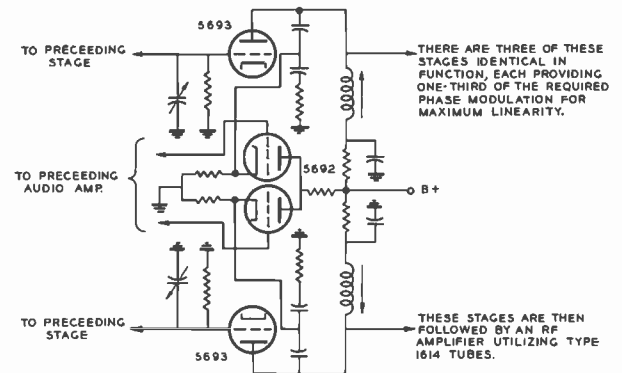 5693
TO PRECEEDING
STAGE
THERE ARE THREE OF THESE
STAGES IDENTICAL IN
FUNCTION, EACH PROVIDING
ONE-THIRD OF THE REQUIRED
PHASE MODULATION FOR
MAXIMUM LINEARITY.
5692
TO PRECEEDING
AUDIO AMP.
B+
TO PRECEEDING
STAGE
5693
THESE STAGES ARE THEN
FOLLOWED BY AN RF
AMPLIFIER UTILIZING TYPE
1614 TUBES.